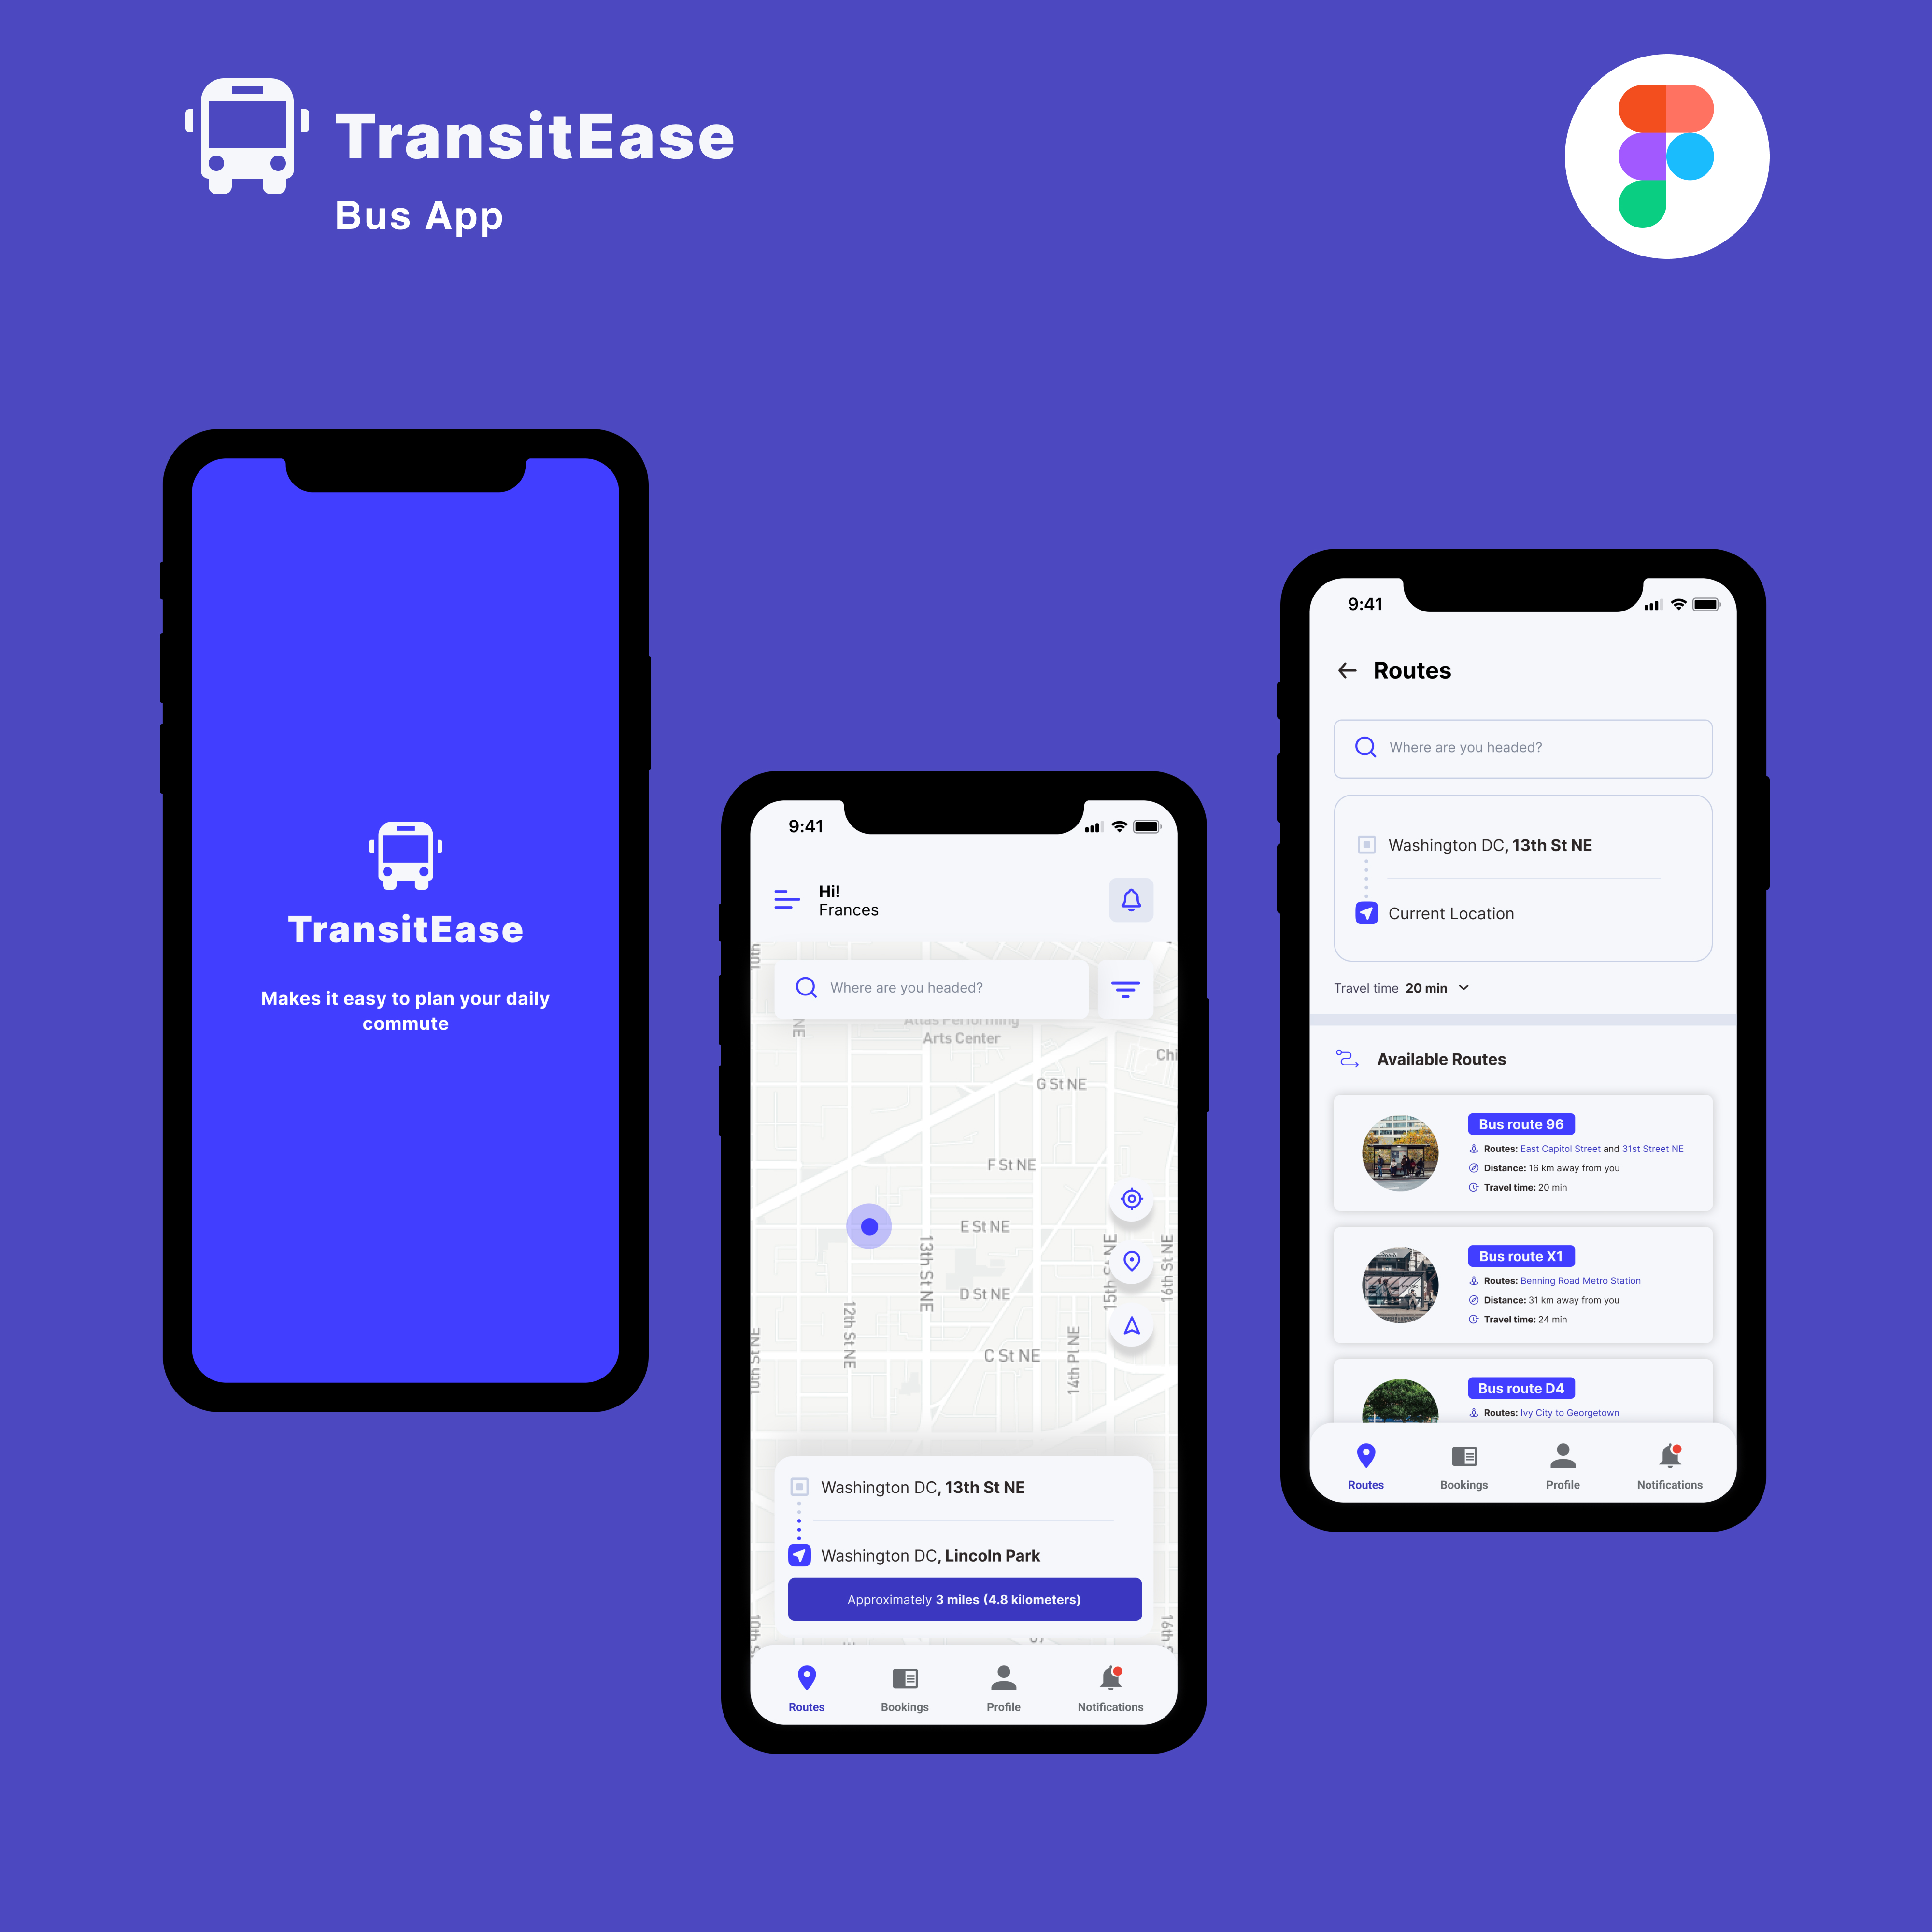 TransitEase
Bus App
TransitEase
Makes it easy to plan your daily
commute
9:41
Hi!
Frances
Where are you headed?
NE
Atlas Performing
Arts Center
Chi
G St NE
F St NE
E St NE
13th St NE
15th St NE
16th St NE
D St NE
12th St NE
10th St NE
14th Pl NE
C St NE
Washington DC, 13th St NE
Washington DC, Lincoln Park
Approximately 3 miles (4.8 kilometers)
Routes
Bookings
Profile
Notifications
9:41
Routes
Where are you headed?
Washington DC, 13th St NE
Current Location
Travel time 20 min
Available Routes
Bus route 96
Routes: East Capitol Street and 31st Street NE
Distance: 16 km away from you
Travel time: 20 min
Bus route X1
Routes: Benning Road Metro Station
Distance: 31 km away from you
Travel time: 24 min
Bus route D4
Routes: Ivy City to Georgetown
Routes
Bookings
Profile
Notifications